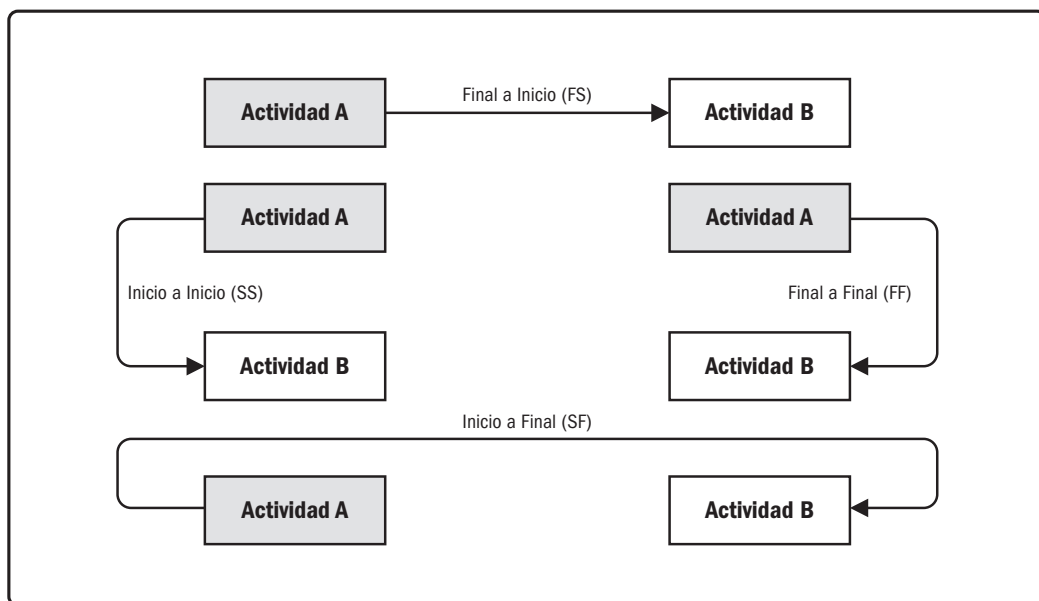 Actividad A
Final a Inicio (FS)
Actividad B
Actividad A
Actividad A
Inicio a Inicio (SS)
Final a Final (FF)
Actividad B
Actividad B
Inicio a Final (SF)
Actividad A
Actividad B